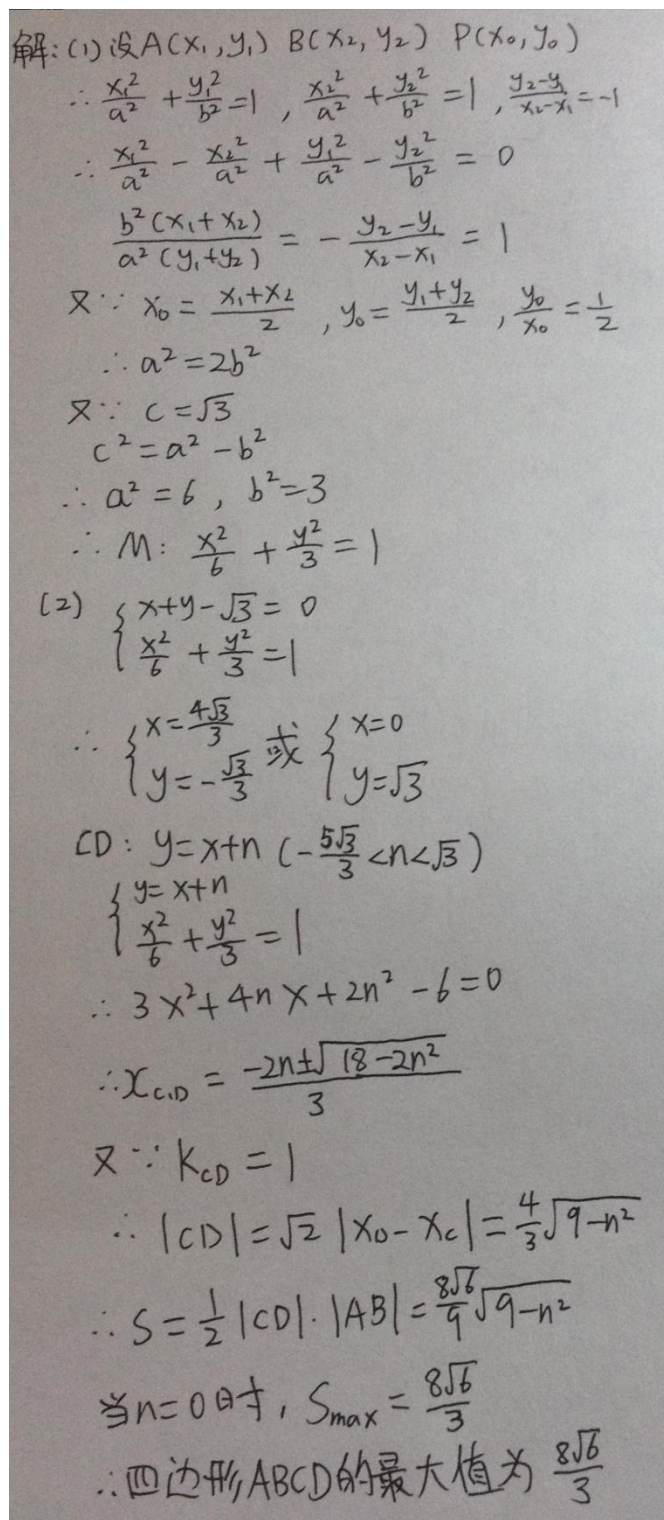 解:(1)设A(x₁,y₁) B(x₂,y₂) P(x₀,y₀)
∴ x₁²/a² + y₁²/b² = 1 , x₂²/a² + y₂²/b² = 1 , (y₂-y₁)/(x₂-x₁) = -1
∴ x₁²/a² - x₂²/a² + y₁²/a² - y₂²/b² = 0
b²(x₁+x₂)/a²(y₁+y₂) = - (y₂-y₁)/(x₂-x₁) = 1
又∵ x₀ = (x₁+x₂)/2 , y₀ = (y₁+y₂)/2 , y₀/x₀ = 1/2
∴ a² = 2b²
又∵ c = √3
c² = a² - b²
∴ a² = 6 , b² = 3
∴ M: x²/6 + y²/3 = 1
(2) { x+y-√3 = 0
x²/6 + y²/3 = 1
∴ { x = 4√3/3 或 { x = 0
y = -√3/3 y = √3
CD: y = x+n (-5√3/3 < n < √3)
{ y = x+n
x²/6 + y²/3 = 1
∴ 3x² + 4nx + 2n² - 6 = 0
∴ x_C,D = (-2n±√(18-2n²))/3
又∵ K_CD = 1
∴ |CD| = √2 |x_D - x_C| = 4/3 √(9-n²)
∴ S = 1/2 |CD|·|AB| = 8√6/9 √(9-n²)
当n=0时, S_max = 8√6/3
∴四边形ABCD的最大值为 8√6/3